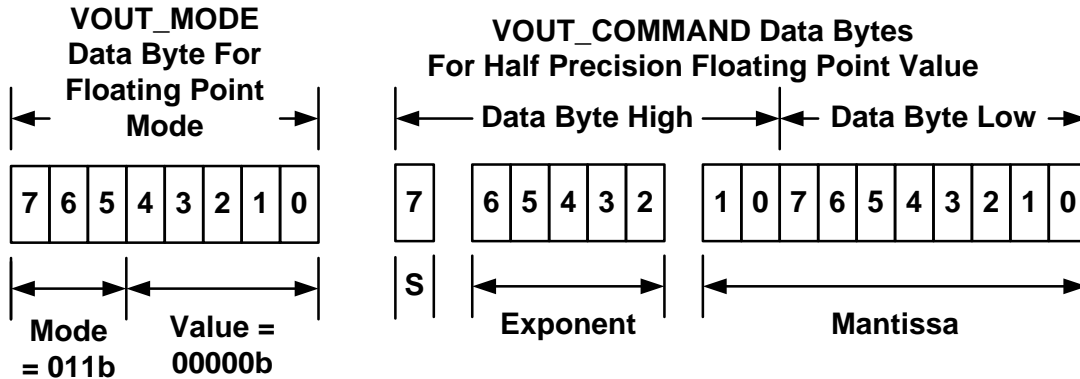 VOUT_MODE
Data Byte For
Floating Point
Mode
7 6 5 4 3 2 1 0
Mode
= 011b
Value =
00000b
VOUT_COMMAND Data Bytes
For Half Precision Floating Point Value
Data Byte High
Data Byte Low
7 6 5 4 3 2 1 0 7 6 5 4 3 2 1 0
S
Exponent
Mantissa